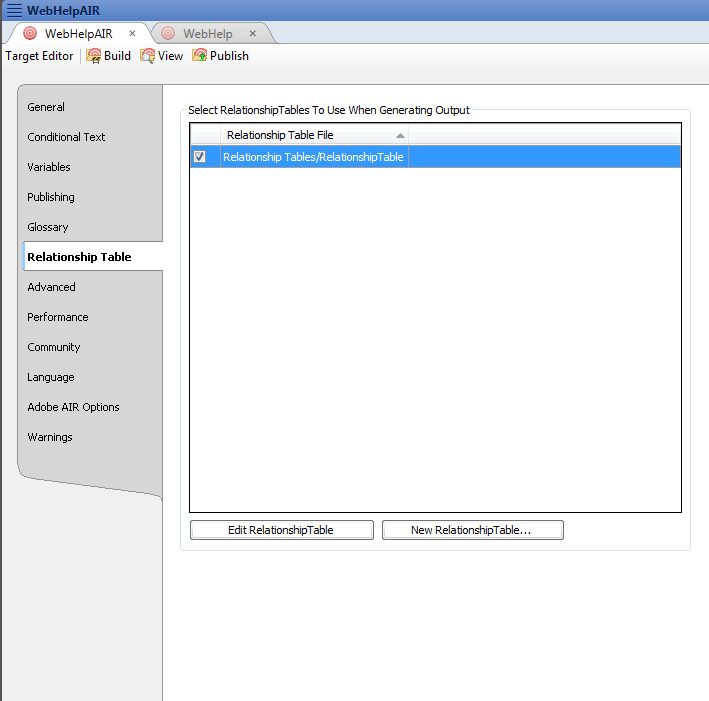 WebHelpAIR
WebHelpAIR × WebHelp ×
Target Editor Build View Publish
General
Conditional Text
Variables
Publishing
Glossary
Relationship Table
Advanced
Performance
Community
Language
Adobe AIR Options
Warnings
Select RelationshipTables To Use When Generating Output
Relationship Table File
Relationship Tables/RelationshipTable
Edit RelationshipTable New RelationshipTable...